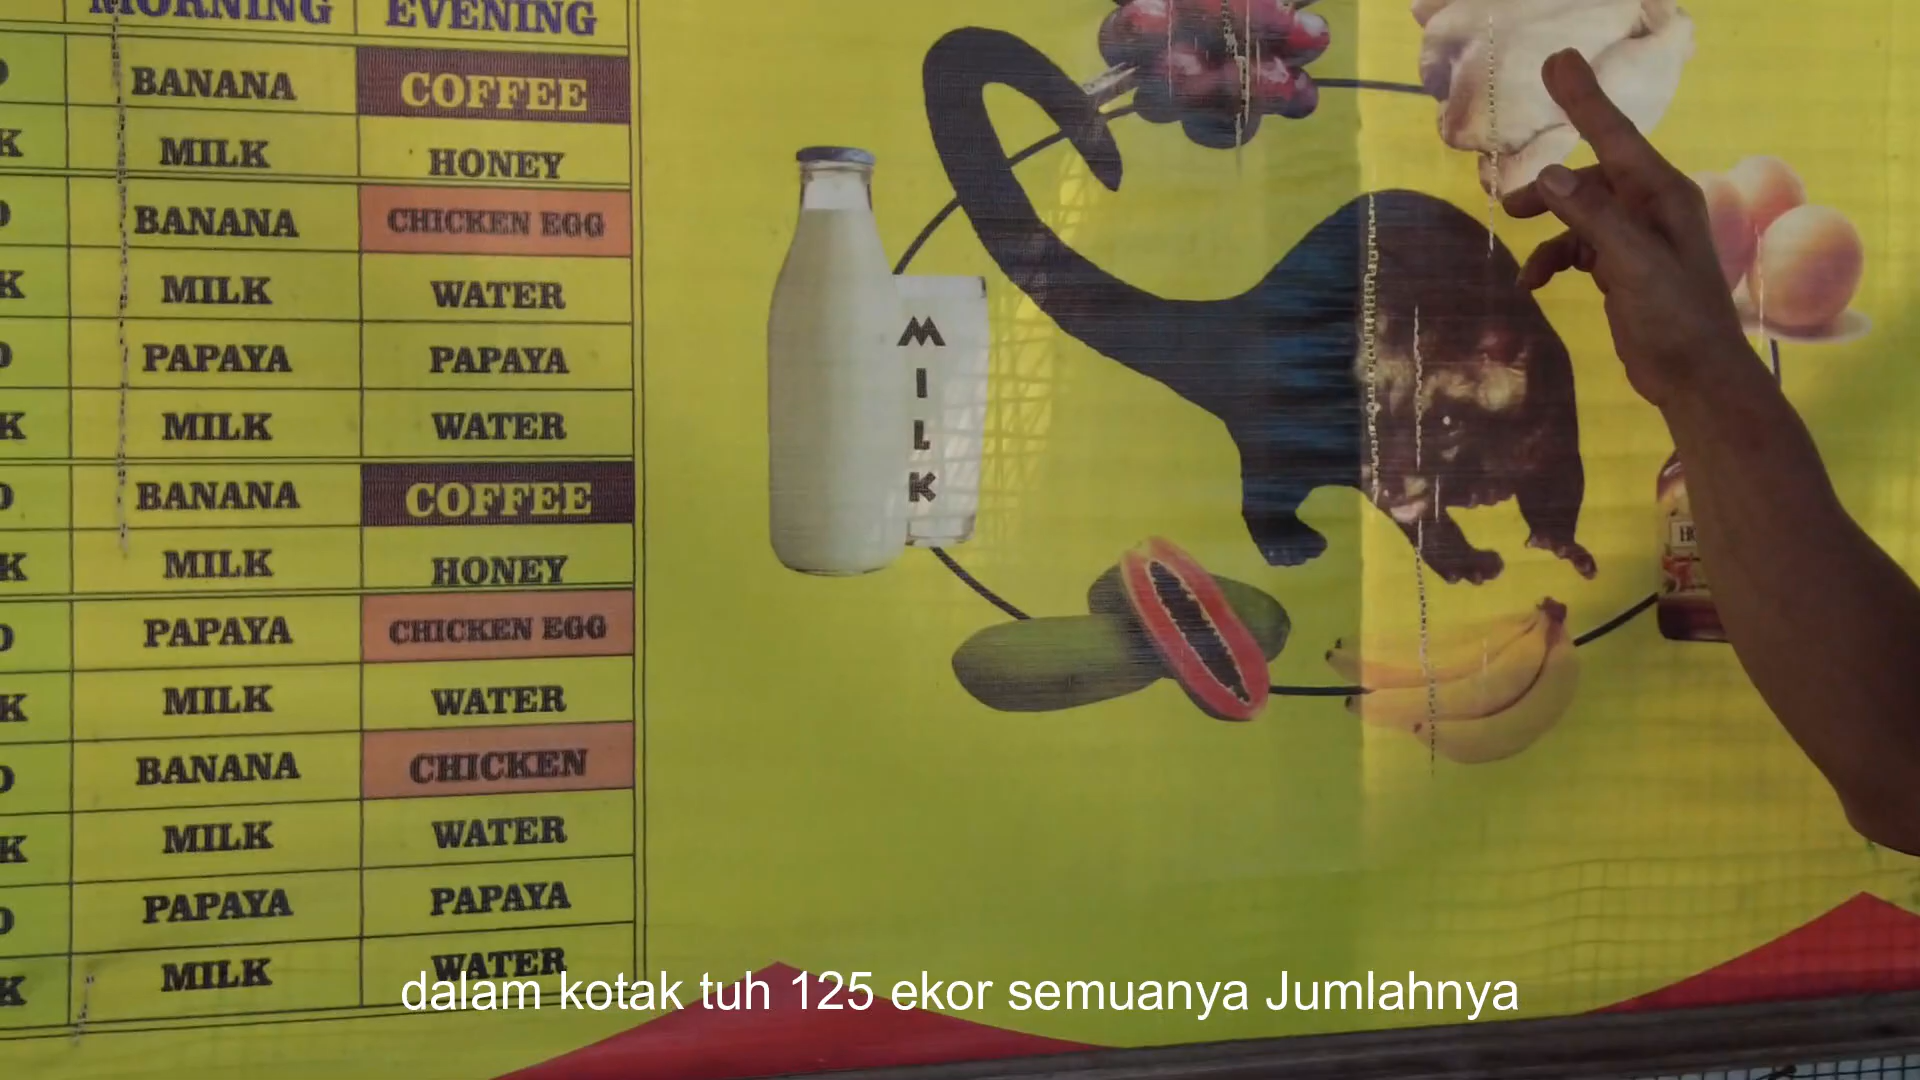 MORNING EVENING
BANANA COFFEE
K MILK HONEY
BANANA CHICKEN EGG
K MILK WATER
PAPAYA PAPAYA
K MILK WATER
BANANA COFFEE
K MILK HONEY
PAPAYA CHICKEN EGG
K MILK WATER
BANANA CHICKEN
K MILK WATER
PAPAYA PAPAYA
K MILK WATER
MILK
dalam kotak tuh 125 ekor semuanya Jumlahnya